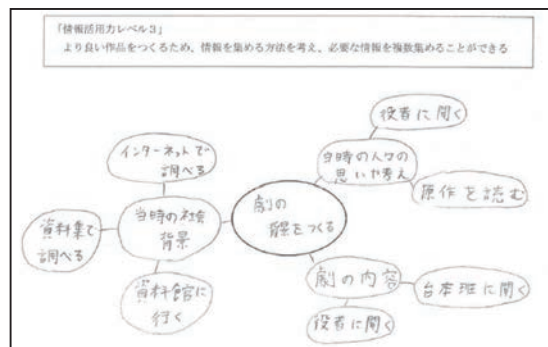 「情報活用力レベル3」
より良い作品をつくるため、情報を集める方法を考え、必要な情報を複数集めることができる
役者に聞く
インターネットで
調べる
当時の人々の
思いや考え
原作を読む
劇の
背景をつくる
当時の社会
背景
資料集で
調べる
資料館に
行く
劇の内容
台本班に聞く
役者に聞く